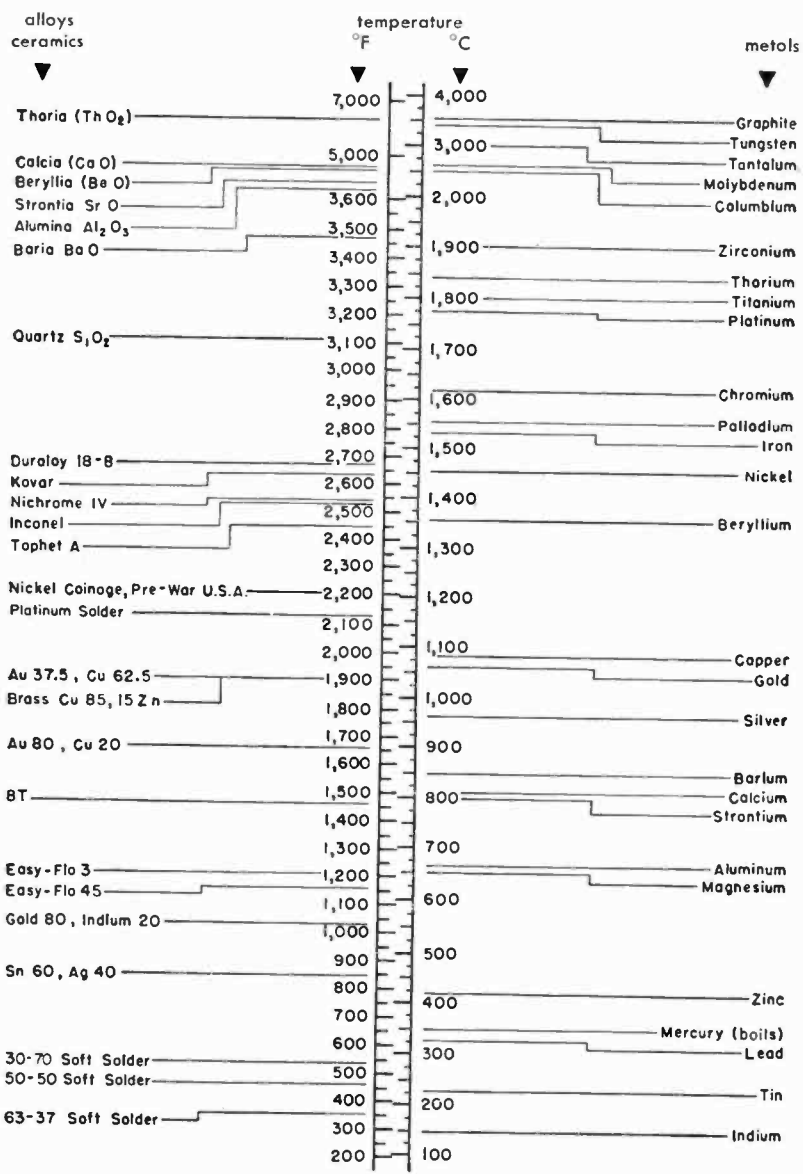 alloys
ceramics
temperature
°F
°C
metols
7,000
5,000
3,600
3,500
3,400
3,300
3,200
3,100
3,000
2,900
2,800
2,700
2,600
2,500
2,400
2,300
2,200
2,100
2,000
1,900
1,800
1,700
1,600
1,500
1,400
1,300
1,200
1,100
1,000
900
800
700
600
500
400
300
200
4,000
3,000
2,000
1,900
1,800
1,700
1,600
1,500
1,400
1,300
1,200
1,100
1,000
900
800
700
600
500
400
300
200
100
Thoria (Th O₂)
Calcia (Ca O)
Beryllia (Be O)
Strontia Sr O
Alumina Al₂O₃
Baria Ba O
Quartz S₁O₂
Duraloy 18-8
Kovar
Nichrome IV
Inconel
Tophet A
Nickel Coinage, Pre-War U.S.A.
Platinum Solder
Au 37.5, Cu 62.5
Brass Cu 85, 15 Zn
Au 80, Cu 20
BT
Easy-Flo 3
Easy-Flo 45
Gold 80, Indium 20
Sn 60, Ag 40
30-70 Soft Solder
50-50 Soft Solder
63-37 Soft Solder
Graphite
Tungsten
Tantalum
Molybdenum
Columblum
Zirconium
Thorium
Titanium
Platinum
Chromium
Palladium
Iron
Nickel
Beryllium
Copper
Gold
Silver
Barlum
Calcium
Strontium
Aluminum
Magnesium
Zinc
Mercury (boils)
Lead
Tin
Indium